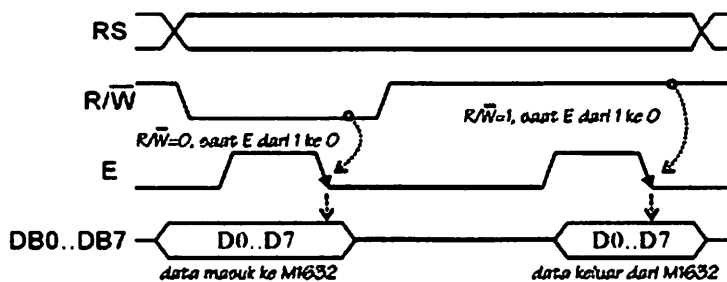 RS
R/W̅
R/W̅=0, saat E dari 1 ke 0
R/W̅=1, saat E dari 1 ke 0
E
DB0..DB7
D0..D7
D0..D7
data masuk ke M1632
data keluar dari M1632